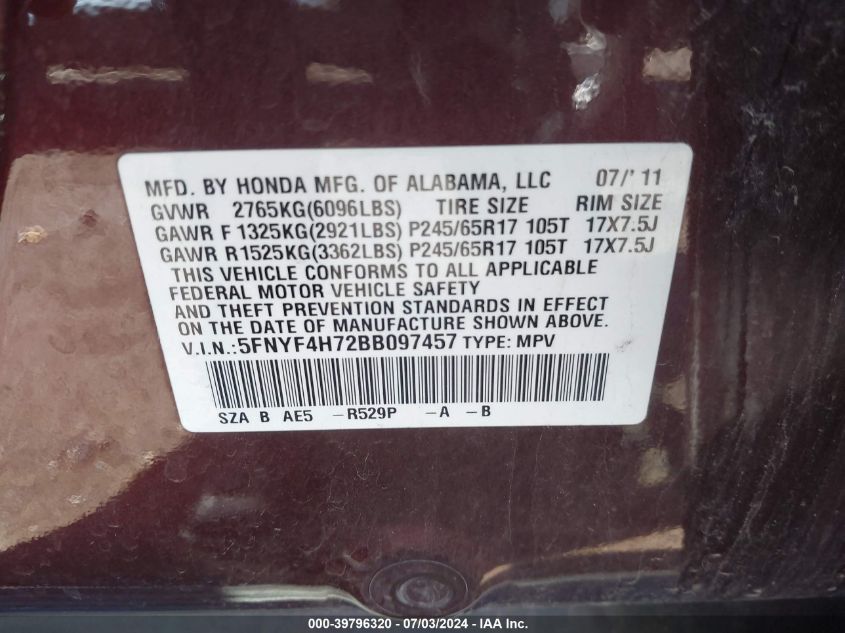 MFD. BY HONDA MFG. OF ALABAMA, LLC 07/'11
GVWR 2765KG(6096LBS) TIRE SIZE RIM SIZE
GAWR F 1325KG(2921LBS) P245/65R17 105T 17X7.5J
GAWR R1525KG(3362LBS) P245/65R17 105T 17X7.5J
THIS VEHICLE CONFORMS TO ALL APPLICABLE
FEDERAL MOTOR VEHICLE SAFETY
AND THEFT PREVENTION STANDARDS IN EFFECT
ON THE DATE OF MANUFACTURE SHOWN ABOVE.
V.I.N.:5FNYF4H72BB097457 TYPE: MPV
SZA B AE5 -R529P -A -B
000-39796320 - 07/03/2024 - IAA Inc.